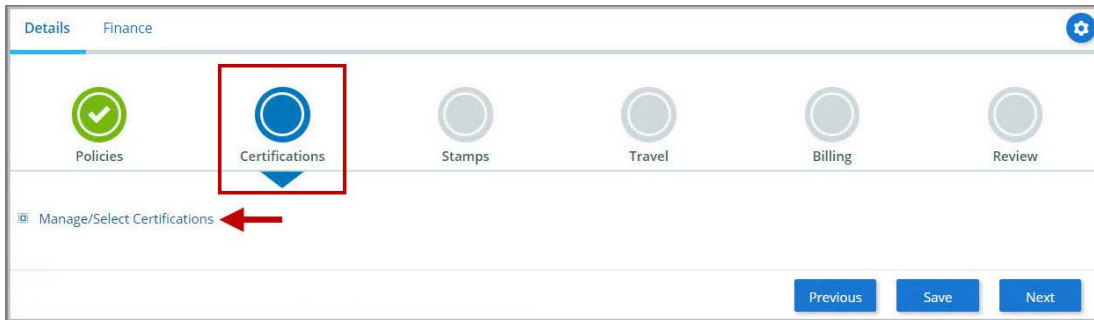 Details Finance
Policies Certifications Stamps Travel Billing Review
Manage/Select Certifications
Previous Save Next